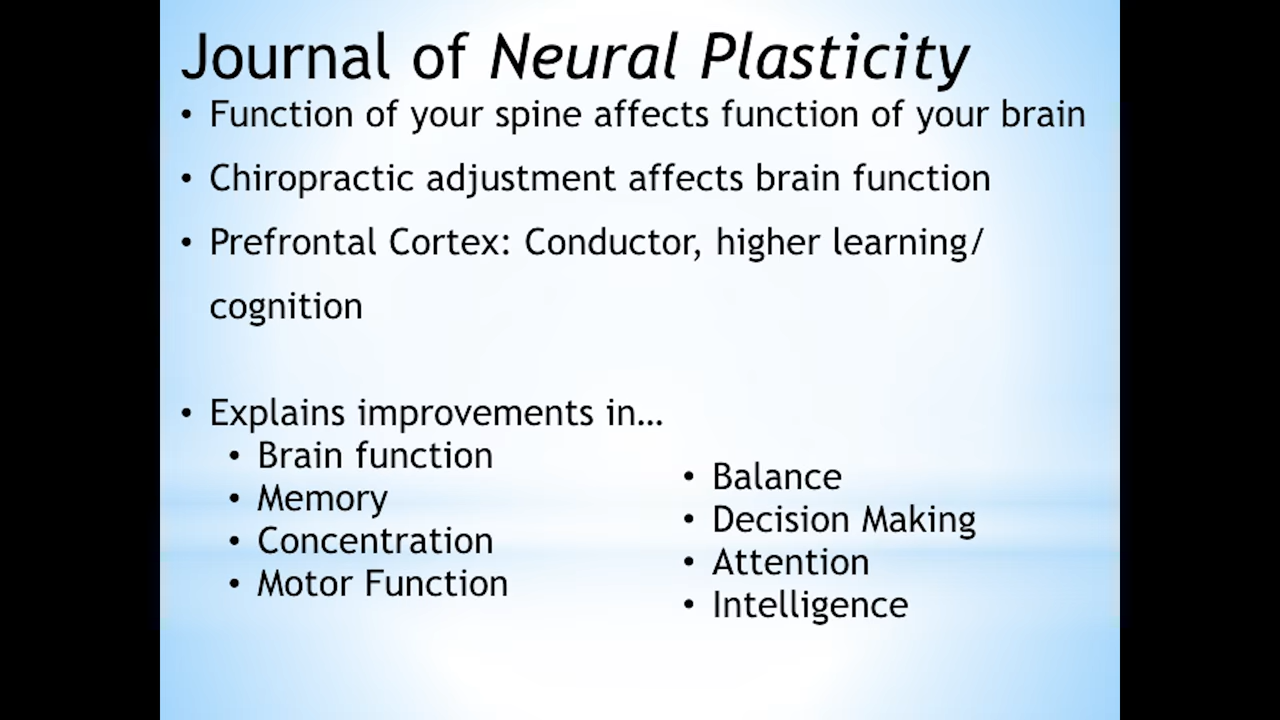 Journal of Neural Plasticity
• Function of your spine affects function of your brain
• Chiropractic adjustment affects brain function
• Prefrontal Cortex: Conductor, higher learning/
cognition
• Explains improvements in…
• Brain function
• Memory
• Concentration
• Motor Function
• Balance
• Decision Making
• Attention
• Intelligence